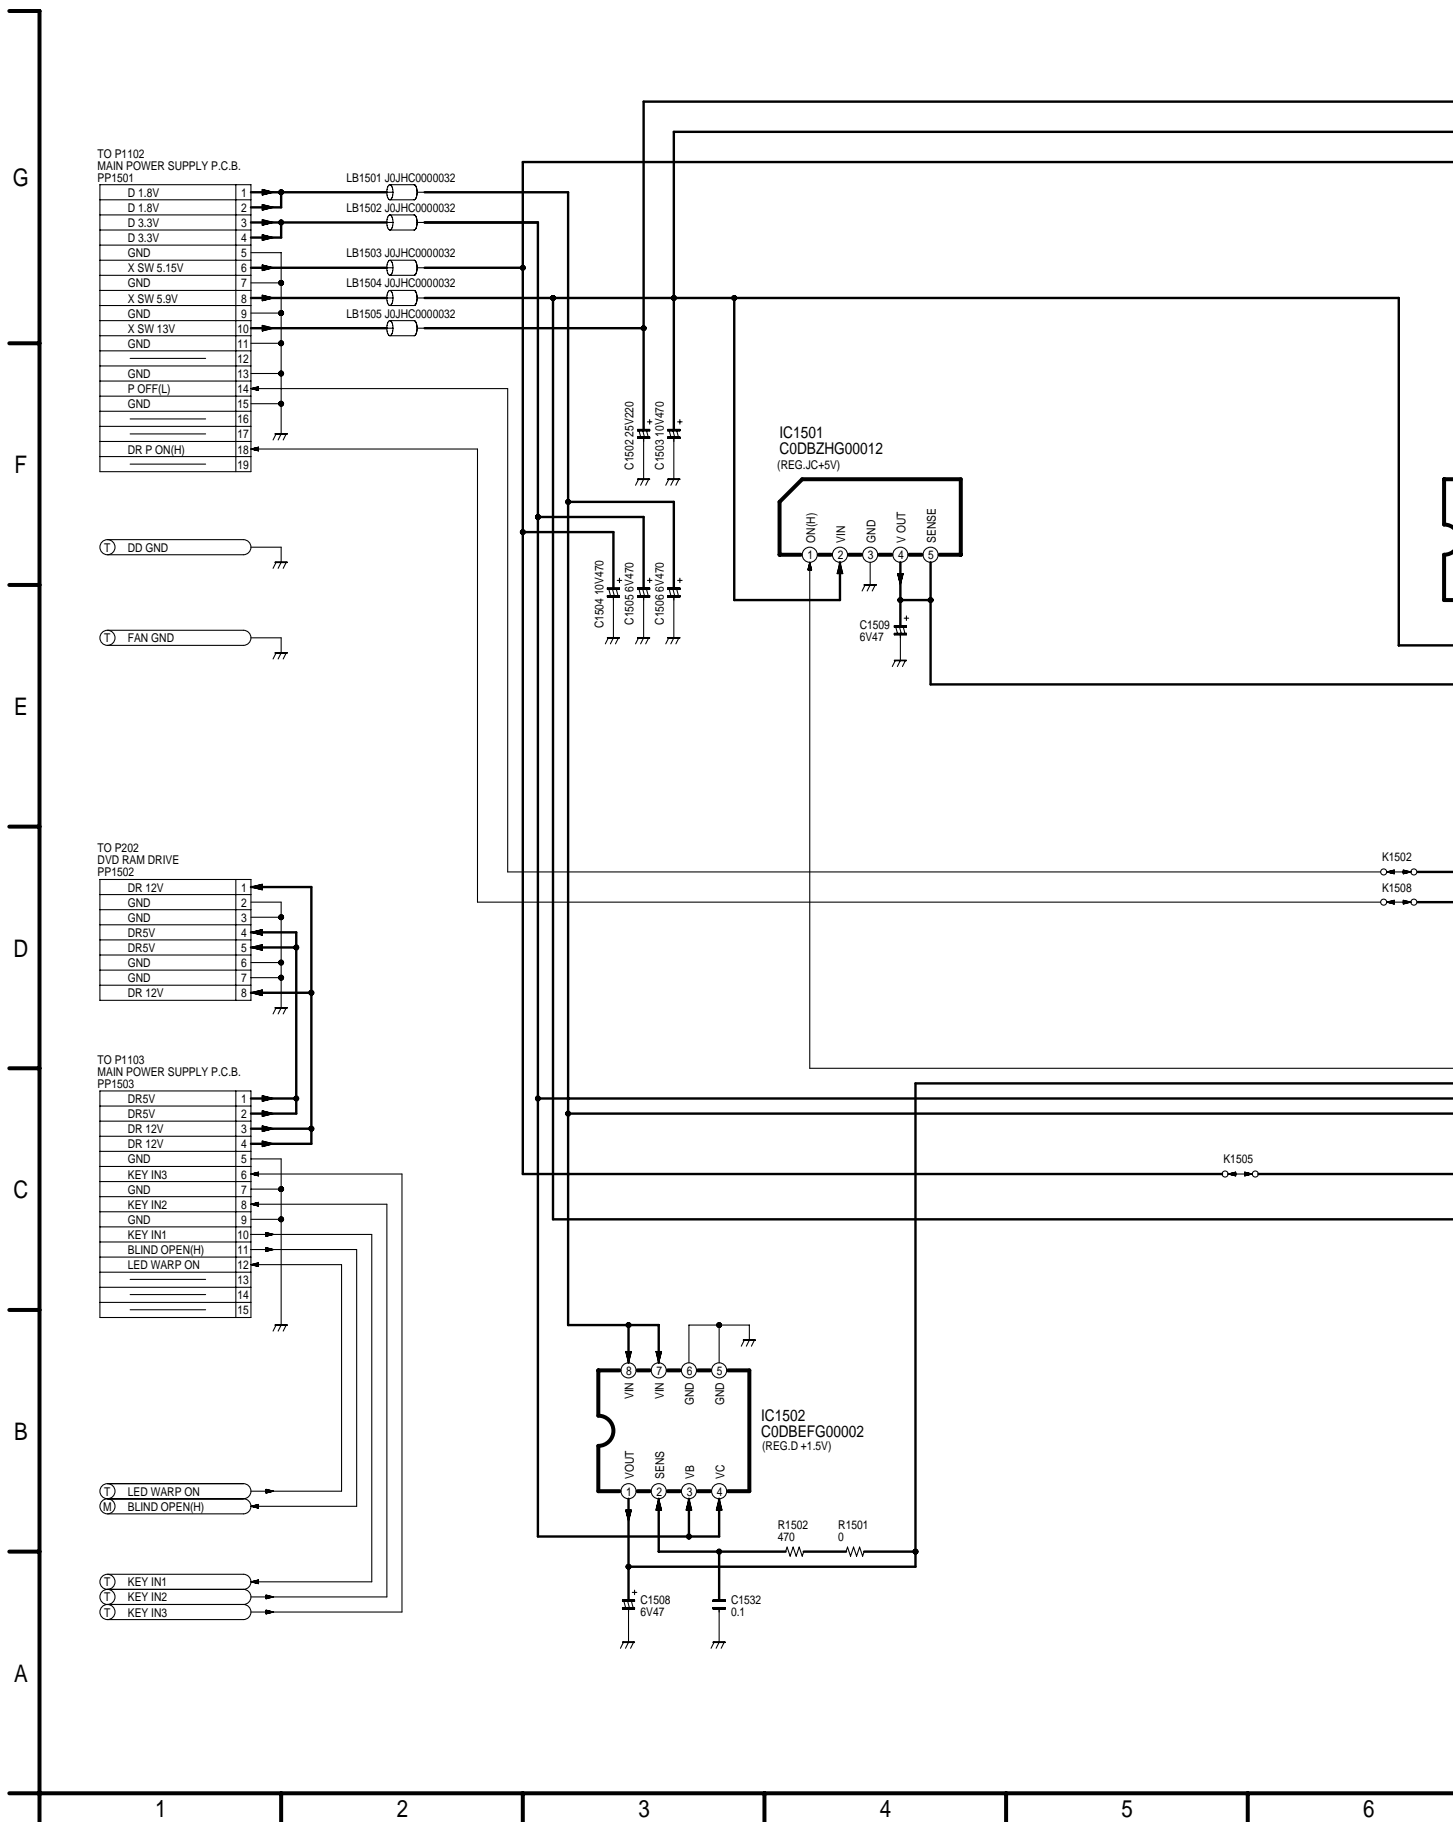 G
F
E
D
C
B
A
1
2
3
4
5
6
TO P1102
MAIN POWER SUPPLY P.C.B.
PP1501
D 1.8V 1
D 1.8V 2
D 3.3V 3
D 3.3V 4
GND 5
X SW 5.15V 6
GND 7
X SW 5.9V 8
GND 9
X SW 13V 10
GND 11
12
GND 13
P OFF(L) 14
GND 15
16
17
DR P ON(H) 18
19
LB1501 J0JHC0000032
LB1502 J0JHC0000032
LB1503 J0JHC0000032
LB1504 J0JHC0000032
LB1505 J0JHC0000032
T DD GND
T FAN GND
C1502 25V220 +
C1503 10V470 +
C1504 10V470 +
C1505 6V470 +
C1506 6V470 +
IC1501
C0DBZHG00012
(REG.JC+5V)
ON(H)
VIN
GND
V OUT
SENSE
1 2 3 4 5
C1509 +
6V47
TO P202
DVD RAM DRIVE
PP1502
DR 12V 1
GND 2
GND 3
DR5V 4
DR5V 5
GND 6
GND 7
DR 12V 8
K1502
K1508
TO P1103
MAIN POWER SUPPLY P.C.B.
PP1503
DR5V 1
DR5V 2
DR 12V 3
DR 12V 4
GND 5
KEY IN3 6
GND 7
KEY IN2 8
GND 9
KEY IN1 10
BLIND OPEN(H) 11
LED WARP ON 12
13
14
15
K1505
8 7 6 5
VIN
VIN
GND
GND
IC1502
C0DBEFG00002
(REG.D +1.5V)
VOUT
SENS
VB
VC
1 2 3 4
T LED WARP ON
M BLIND OPEN(H)
R1502
470
R1501
0
T KEY IN1
T KEY IN2
T KEY IN3
+ C1508
6V47
C1532
0.1